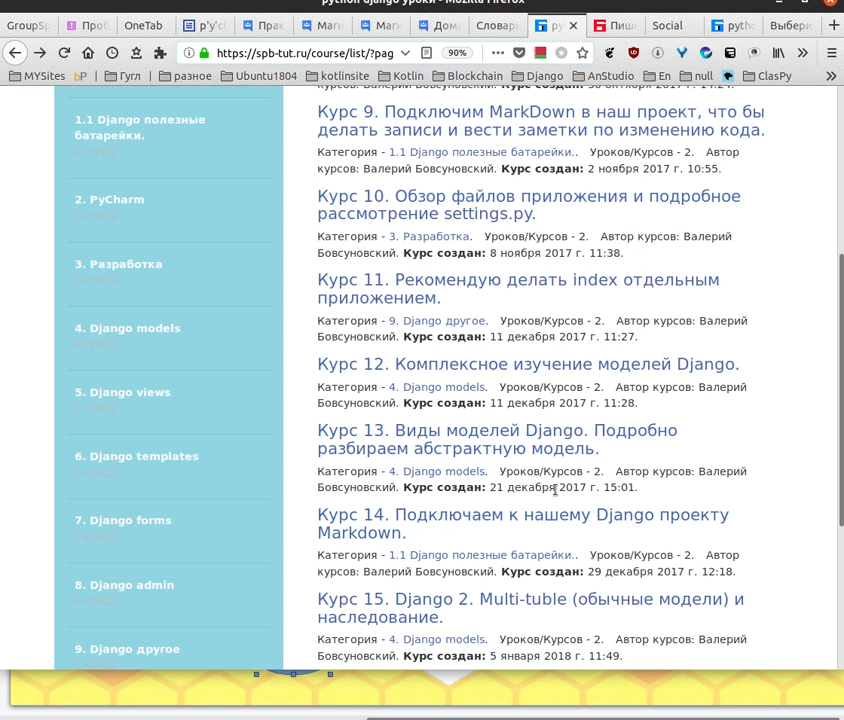 python django уроки - Mozilla Firefox
GroupSp
Проб
OneTab
p'y'c
Прак
Маги
Маги
Дом
Словари
py
Пиш
Social
pyth
Выбери
https://spb-tut.ru/course/list/?pag
90%
MYSites
bP
Гугл
разное
Ubuntu1804
kotlinsite
Kotlin
Blockchain
Django
AnStudio
En
null
ClasPy
1.1 Django полезные
батарейки.
2. PyCharm
3. Разработка
4. Django models
5. Django views
6. Django templates
7. Django forms
8. Django admin
9. Django другое
Курс 9. Подключим MarkDown в наш проект, что бы
делать записи и вести заметки по изменению кода.
Категория - 1.1 Django полезные батарейки.. Уроков/Курсов - 2. Автор
курсов: Валерий Бовсуновский. Курс создан: 2 ноября 2017 г. 10:55.
Курс 10. Обзор файлов приложения и подробное
рассмотрение settings.py.
Категория - 3. Разработка. Уроков/Курсов - 2. Автор курсов: Валерий
Бовсуновский. Курс создан: 8 ноября 2017 г. 11:38.
Курс 11. Рекомендую делать index отдельным
приложением.
Категория - 9. Django другое. Уроков/Курсов - 2. Автор курсов: Валерий
Бовсуновский. Курс создан: 11 декабря 2017 г. 11:27.
Курс 12. Комплексное изучение моделей Django.
Категория - 4. Django models. Уроков/Курсов - 2. Автор курсов: Валерий
Бовсуновский. Курс создан: 11 декабря 2017 г. 11:28.
Курс 13. Виды моделей Django. Подробно
разбираем абстрактную модель.
Категория - 4. Django models. Уроков/Курсов - 2. Автор курсов: Валерий
Бовсуновский. Курс создан: 21 декабря 2017 г. 15:01.
Курс 14. Подключаем к нашему Django проекту
Markdown.
Категория - 1.1 Django полезные батарейки.. Уроков/Курсов - 2. Автор
курсов: Валерий Бовсуновский. Курс создан: 29 декабря 2017 г. 12:18.
Курс 15. Django 2. Multi-tuble (обычные модели) и
наследование.
Категория - 4. Django models. Уроков/Курсов - 2. Автор курсов: Валерий
Бовсуновский. Курс создан: 5 января 2018 г. 11:49.